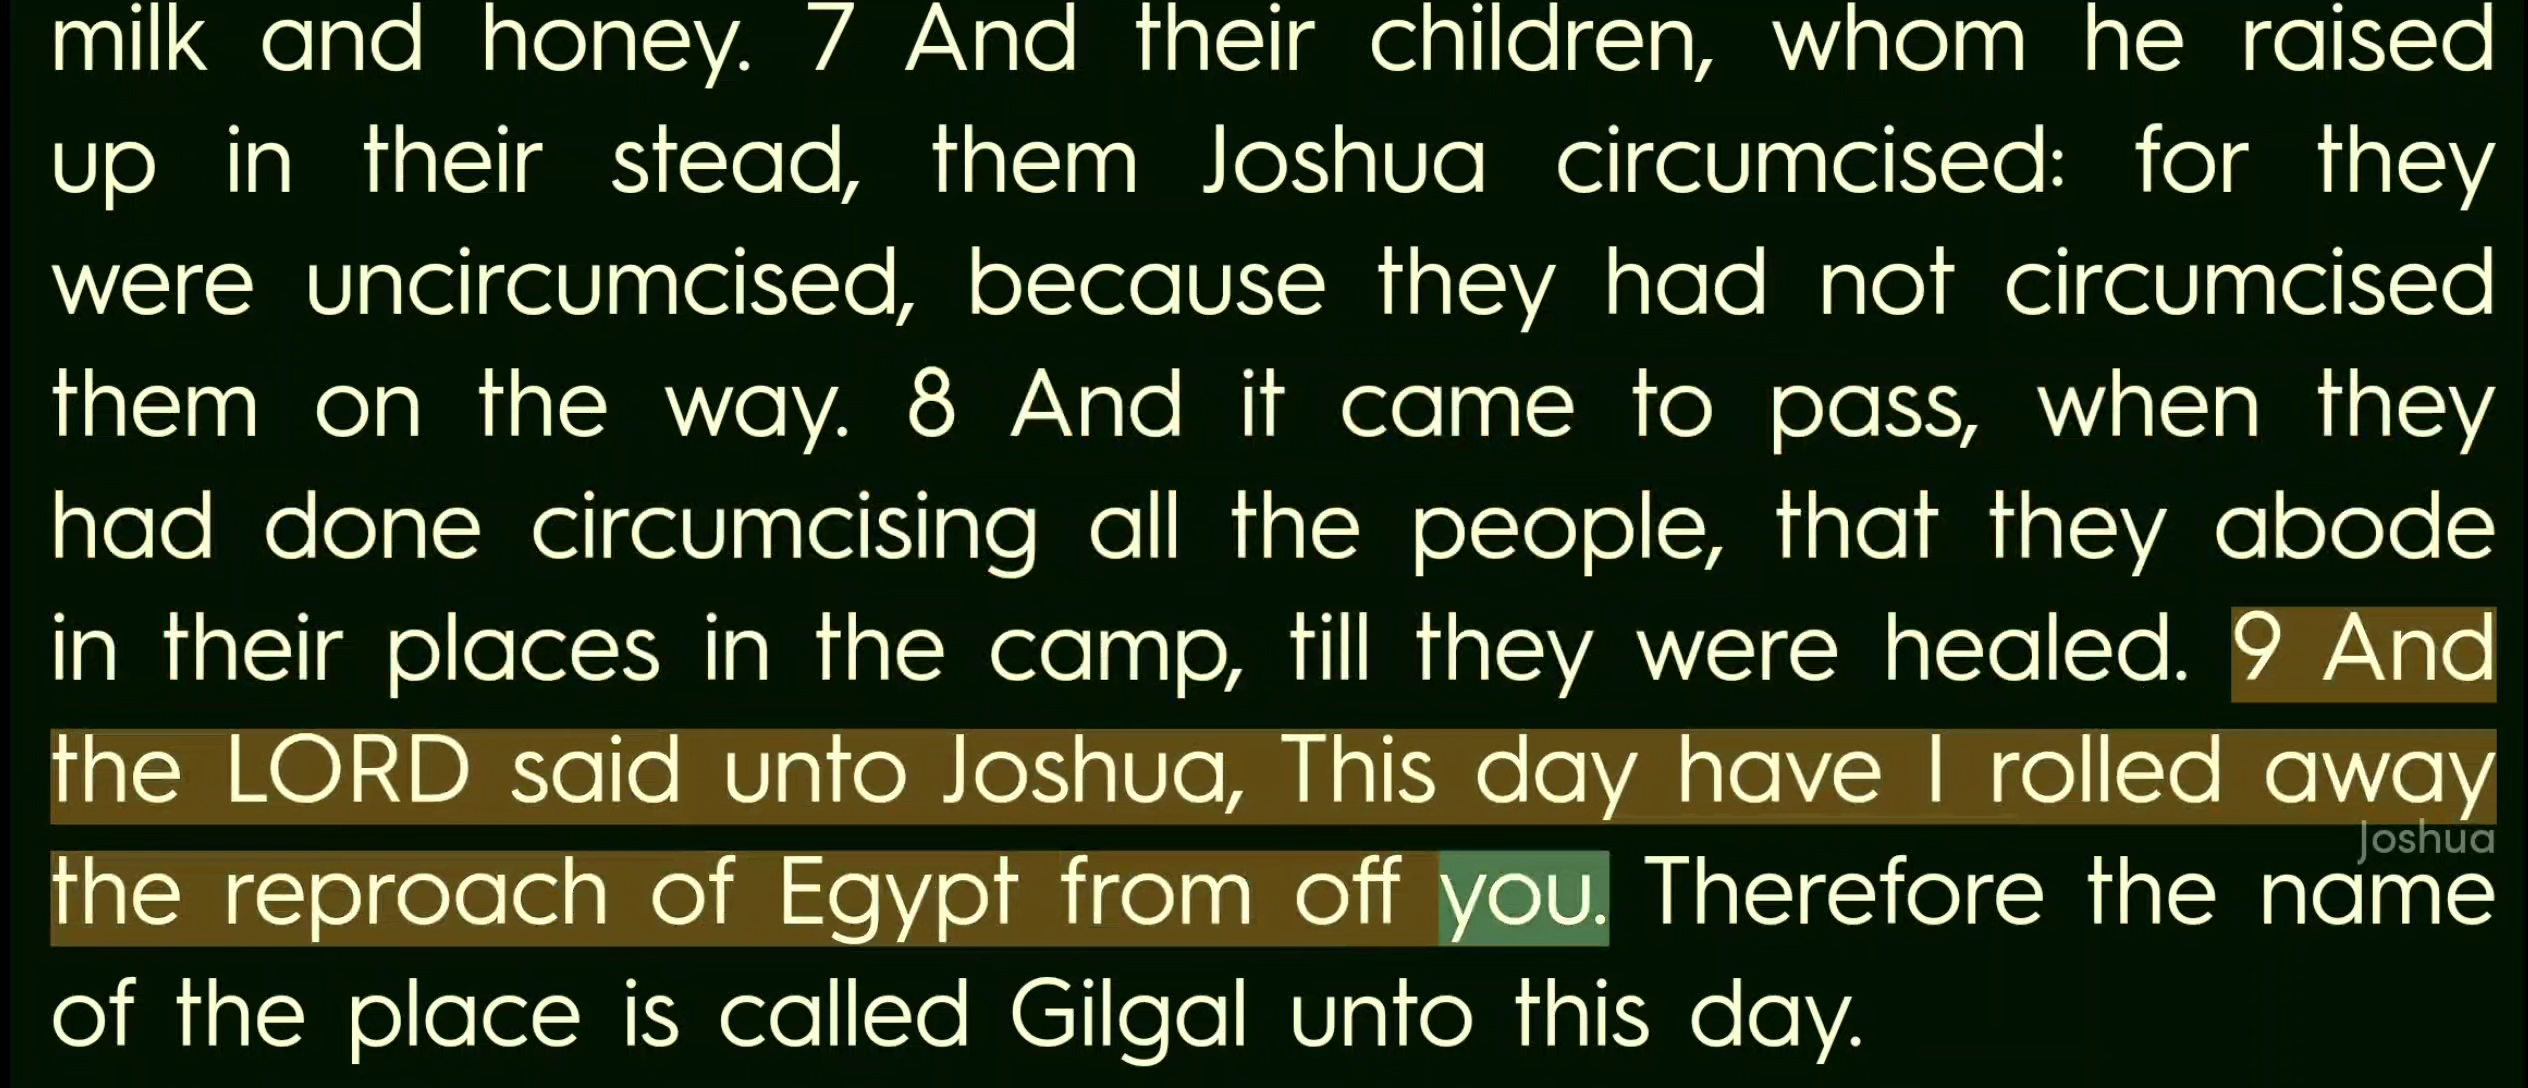 milk and honey. 7 And their children, whom he raised
up in their stead, them Joshua circumcised: for they
were uncircumcised, because they had not circumcised
them on the way. 8 And it came to pass, when they
had done circumcising all the people, that they abode
in their places in the camp, till they were healed. 9 And
the LORD said unto Joshua, This day have I rolled away
Joshua
the reproach of Egypt from off you. Therefore the name
of the place is called Gilgal unto this day.